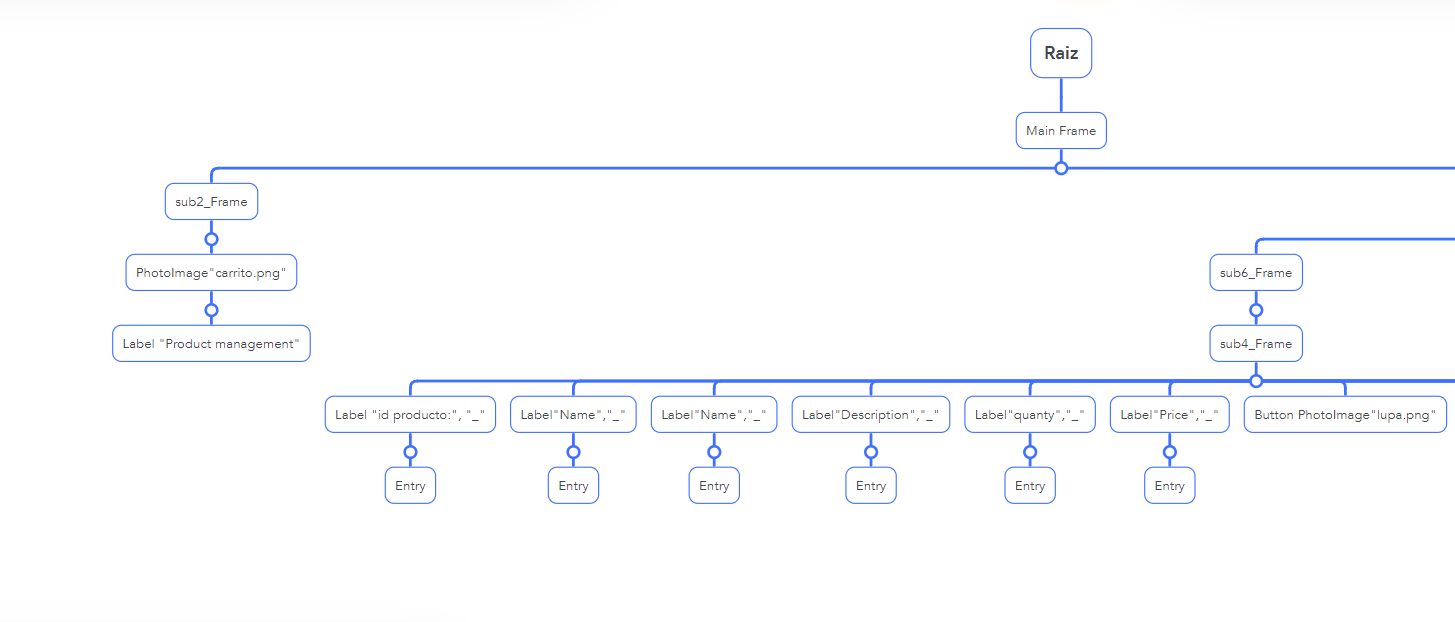 Raiz
Main Frame
sub2_Frame
PhotoImage"carrito.png"
sub6_Frame
Label "Product management"
sub4_Frame
Label "id producto:", "_"
Label"Name","_"
Label"Name","_"
Label"Description","_"
Label"quanty","_"
Label"Price","_"
Button PhotoImage"lupa.png"
Entry
Entry
Entry
Entry
Entry
Entry